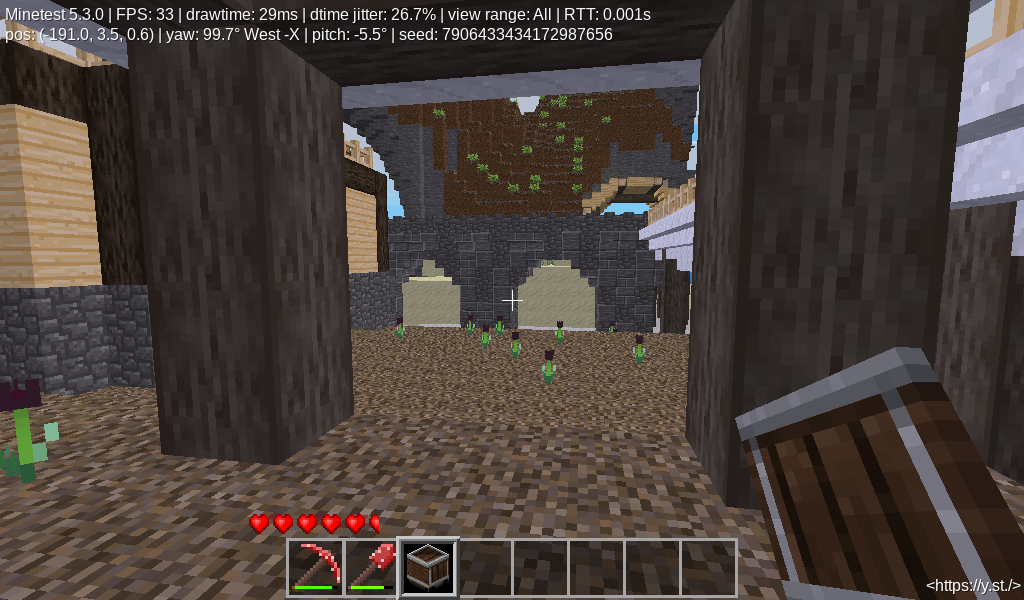 Minetest 5.3.0 | FPS: 33 | drawtime: 29ms | dtime jitter: 26.7% | view range: All | RTT: 0.001s
pos: (-191.0, 3.5, 0.6) | yaw: 99.7° West -X | pitch: -5.5° | seed: 7906433434172987656
<https://y.st./>